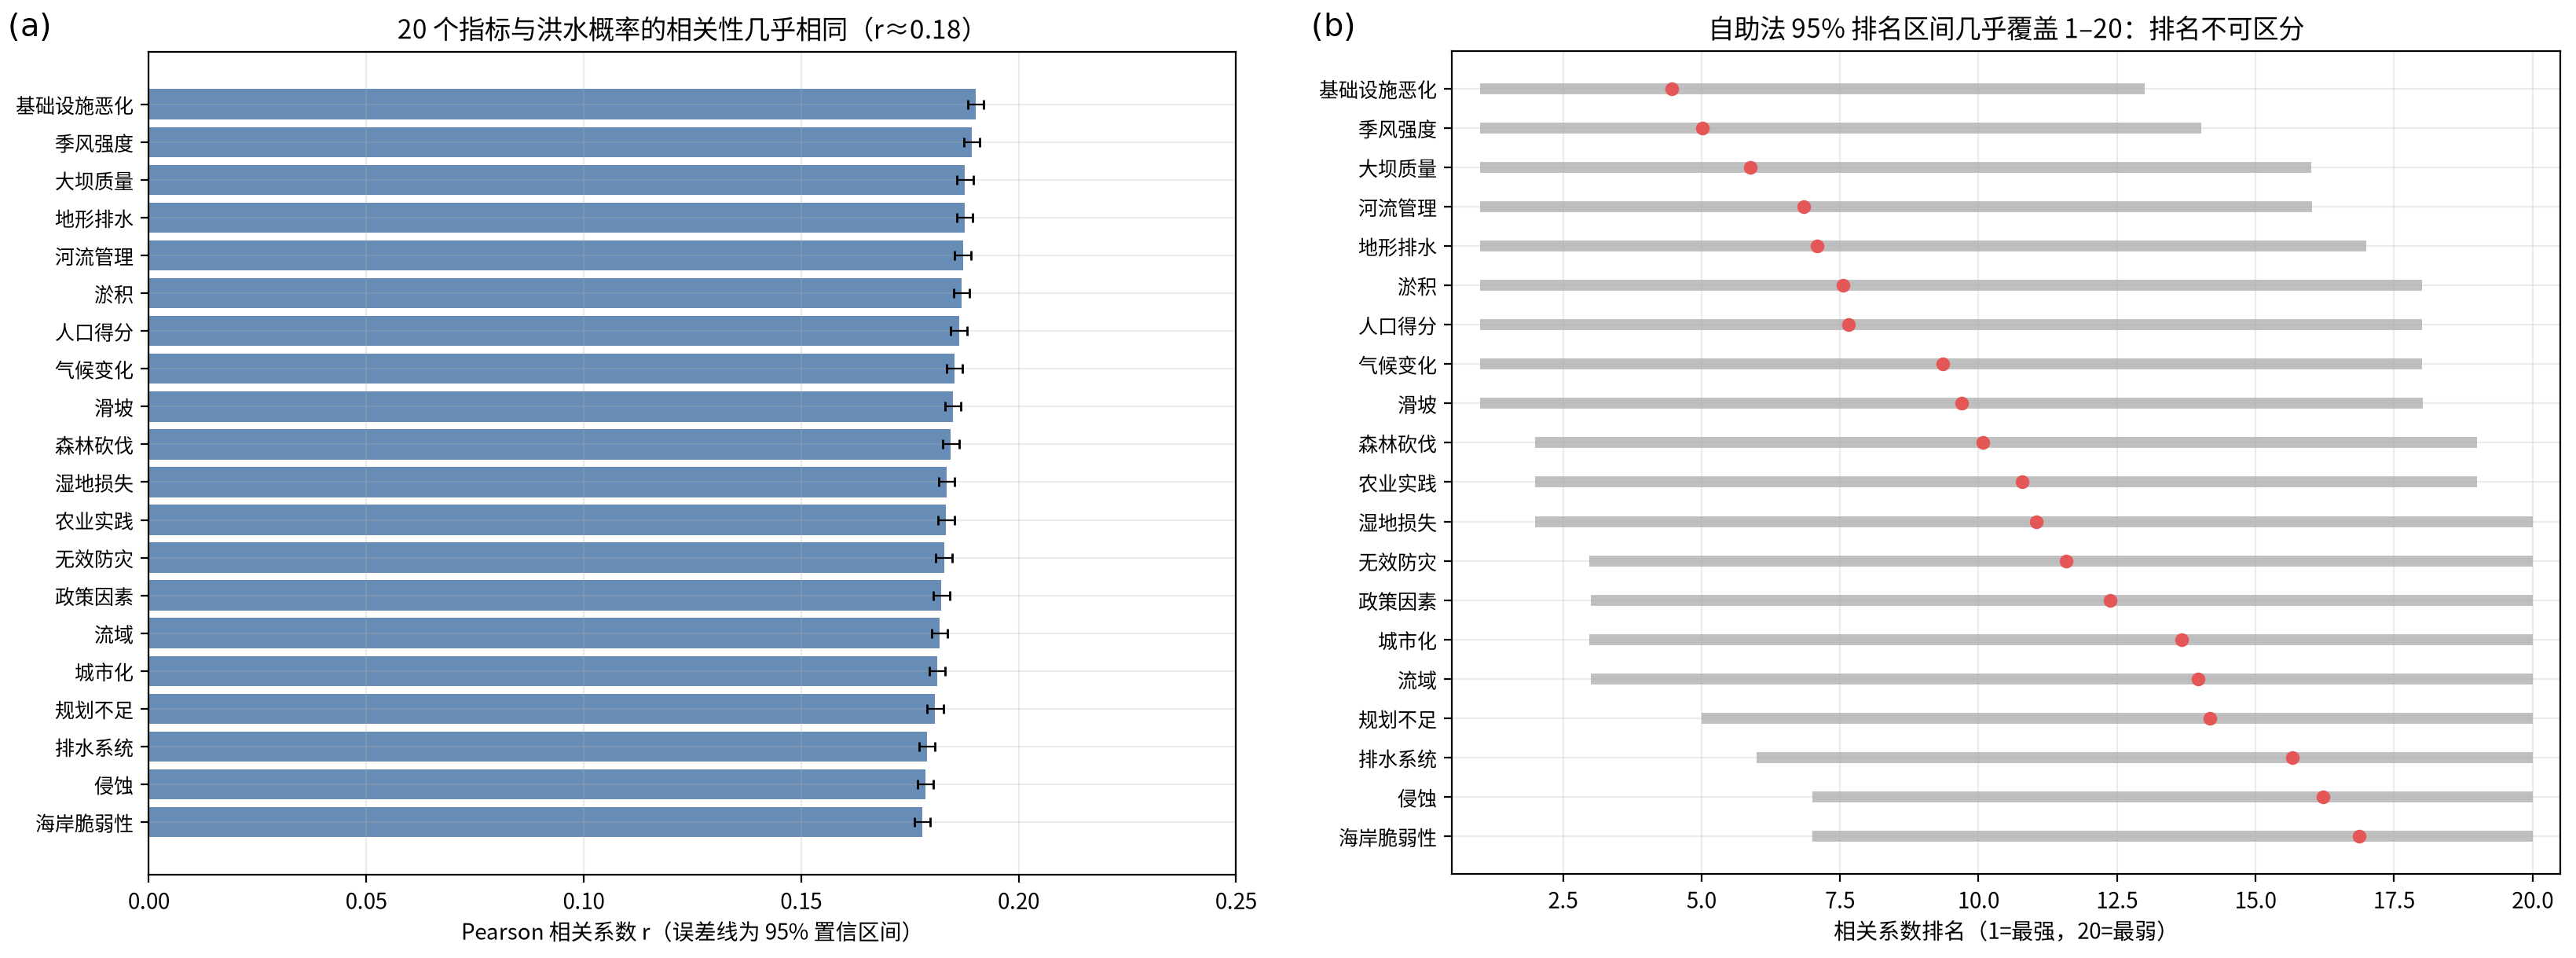 (a)
20 个指标与洪水概率的相关性几乎相同（r≈0.18）
基础设施恶化
季风强度
大坝质量
地形排水
河流管理
淤积
人口得分
气候变化
滑坡
森林砍伐
湿地损失
农业实践
无效防灾
政策因素
流域
城市化
规划不足
排水系统
侵蚀
海岸脆弱性
0.00 0.05 0.10 0.15 0.20 0.25
Pearson 相关系数 r（误差线为 95% 置信区间）
(b)
自助法 95% 排名区间几乎覆盖 1–20：排名不可区分
基础设施恶化
季风强度
大坝质量
河流管理
地形排水
淤积
人口得分
气候变化
滑坡
森林砍伐
农业实践
湿地损失
无效防灾
政策因素
城市化
流域
规划不足
排水系统
侵蚀
海岸脆弱性
2.5 5.0 7.5 10.0 12.5 15.0 17.5 20.0
相关系数排名（1=最强，20=最弱）